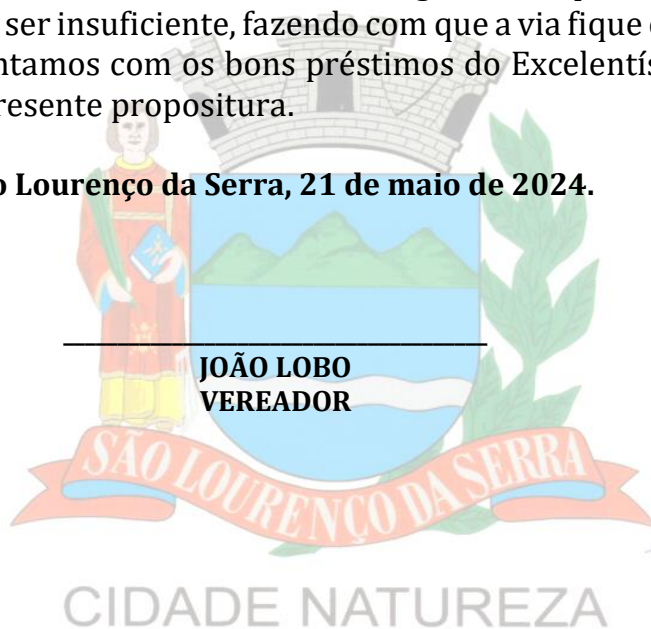 ser insuficiente, fazendo com que a via fique
ntamos com os bons préstimos do Excelentís
resente propositura.
o Lourenço da Serra, 21 de maio de 2024.
JOÃO LOBO
VEREADOR
SÃO LOURENÇO DA SERRA
CIDADE NATUREZA